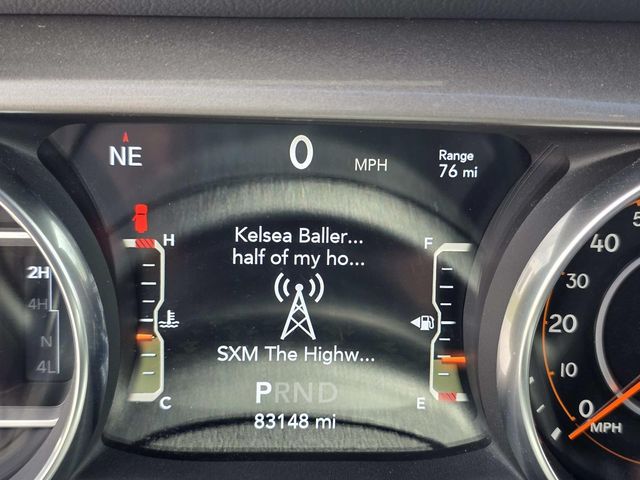 NE
0 MPH
Range
76 mi
H
F
Kelsea Baller...
half of my ho...
SXM The Highw...
C
E
PRND
83148 mi
2H
4H
N
4L
5
40
30
20
10
0
MPH